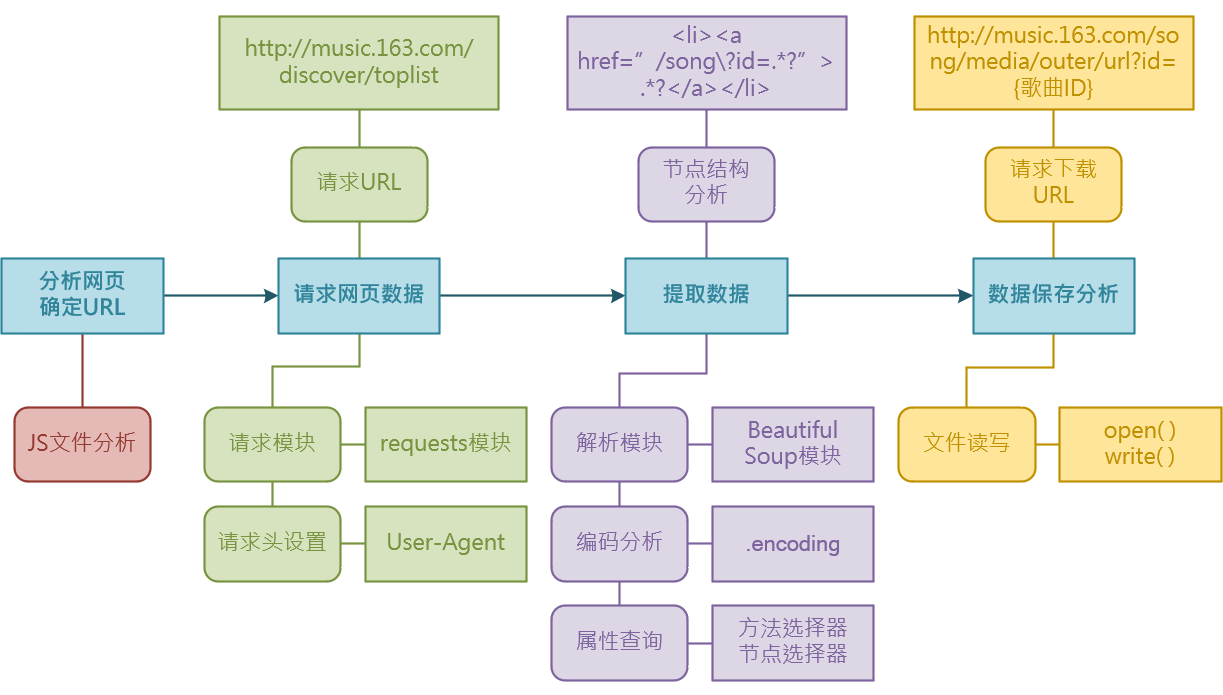 http://music.163.com/
discover/toplist
<li><a
href=”/song\?id=.*?”>
.*?</a></li>
http://music.163.com/so
ng/media/outer/url?id=
{歌曲ID}
请求URL
节点结构
分析
请求下载
URL
分析网页
确定URL
请求网页数据
提取数据
数据保存分析
JS文件分析
请求模块
requests模块
解析模块
Beautiful
Soup模块
文件读写
open( )
write( )
请求头设置
User-Agent
编码分析
.encoding
属性查询
方法选择器
节点选择器